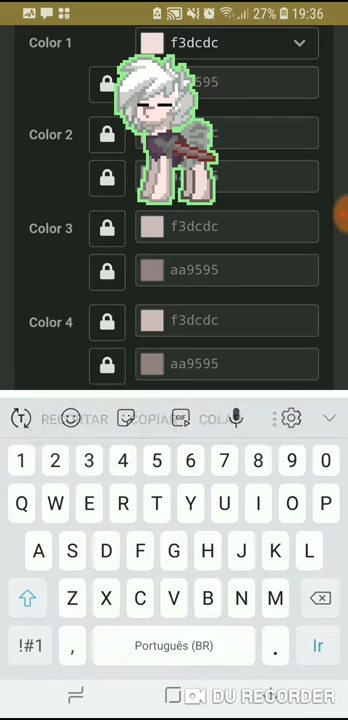 27% 19:36
Color 1 f3dcdc
Color 2
Color 3 f3dcdc
aa9595
Color 4 f3dcdc
aa9595
RECORTAR COPIAR COLAR
1 2 3 4 5 6 7 8 9 0
Q W E R T Y U I O P
A S D F G H J K L
Z X C V B N M
!#1 , Português (BR) . Ir
DU RECORDER